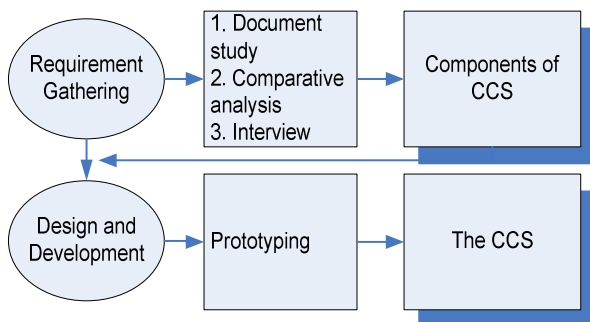 Requirement
Gathering
1. Document
study
2. Comparative
analysis
3. Interview
Components of
CCS
Design and
Development
Prototyping
The CCS